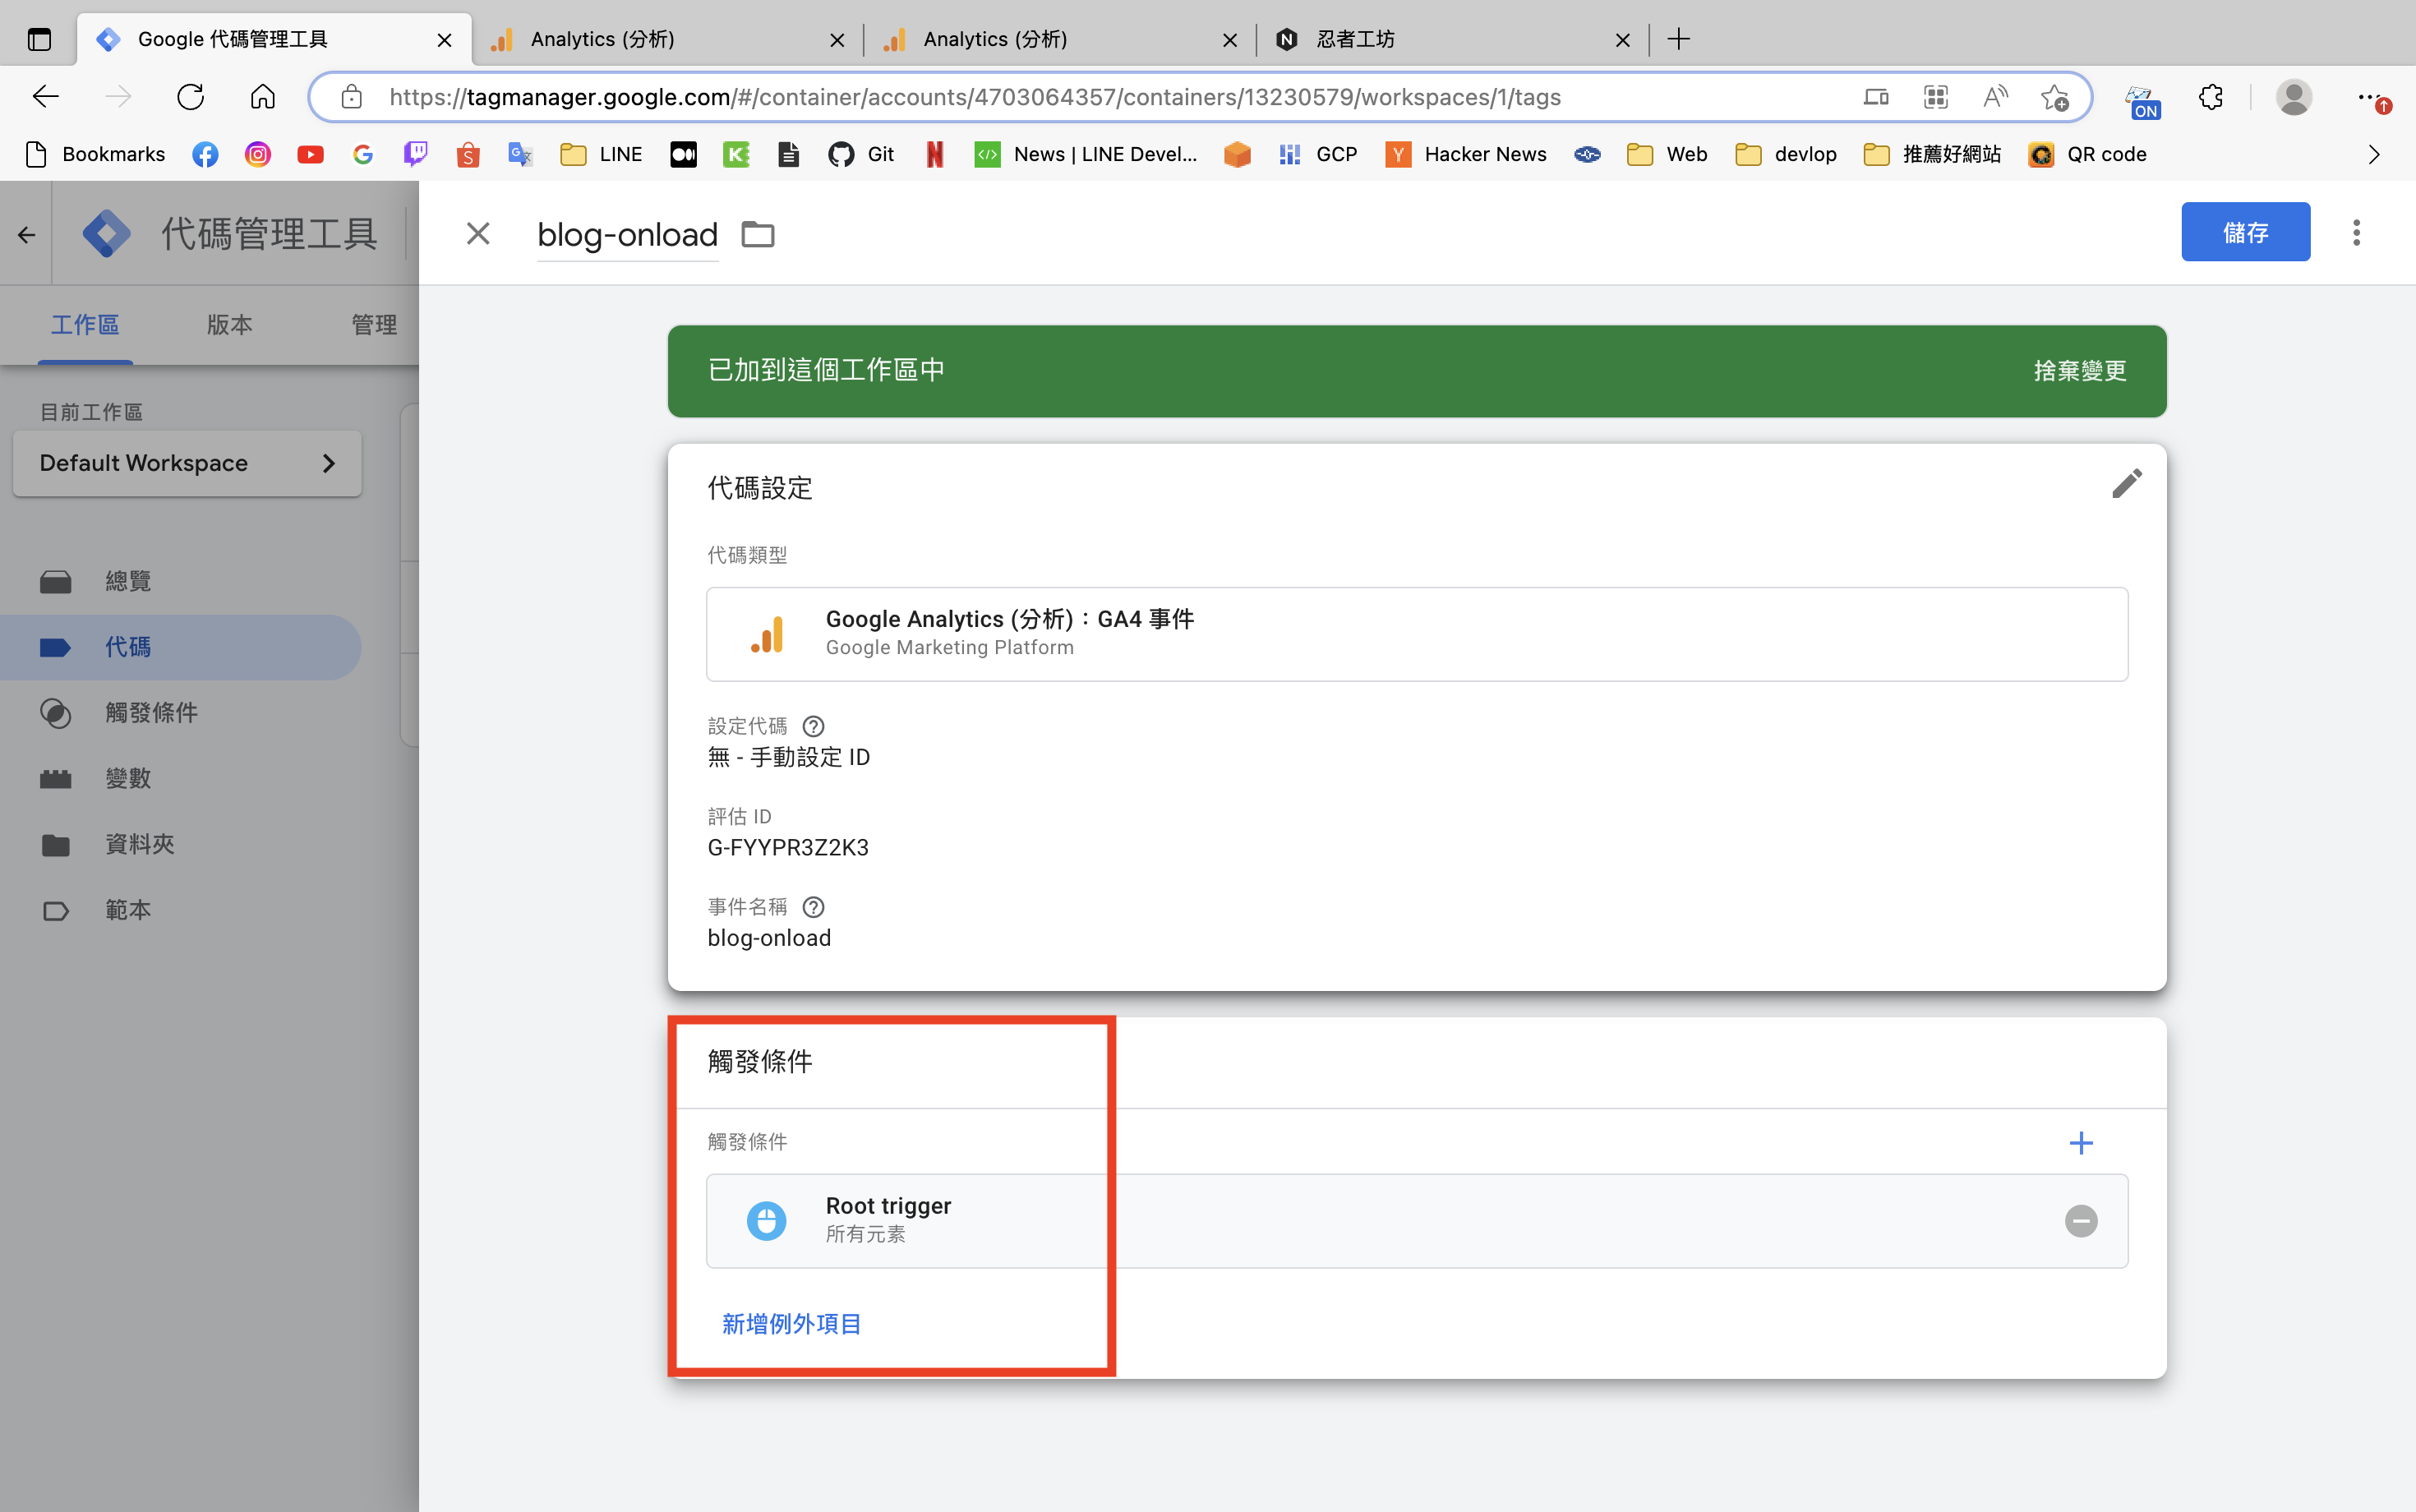 Google 代碼管理工具
Analytics (分析)
Analytics (分析)
忍者工坊
https://tagmanager.google.com/#/container/accounts/4703064357/containers/13230579/workspaces/1/tags
ON
Bookmarks
LINE
Git
News | LINE Devel...
GCP
Hacker News
Web
devlop
推薦好網站
QR code
代碼管理工具
blog-onload
儲存
工作區
版本
管理
已加到這個工作區中
捨棄變更
目前工作區
Default Workspace
總覽
代碼
觸發條件
變數
資料夾
範本
代碼設定
代碼類型
Google Analytics (分析)：GA4 事件
Google Marketing Platform
設定代碼
無 - 手動設定 ID
評估 ID
G-FYYPR3Z2K3
事件名稱
blog-onload
觸發條件
觸發條件
Root trigger
所有元素
新增例外項目